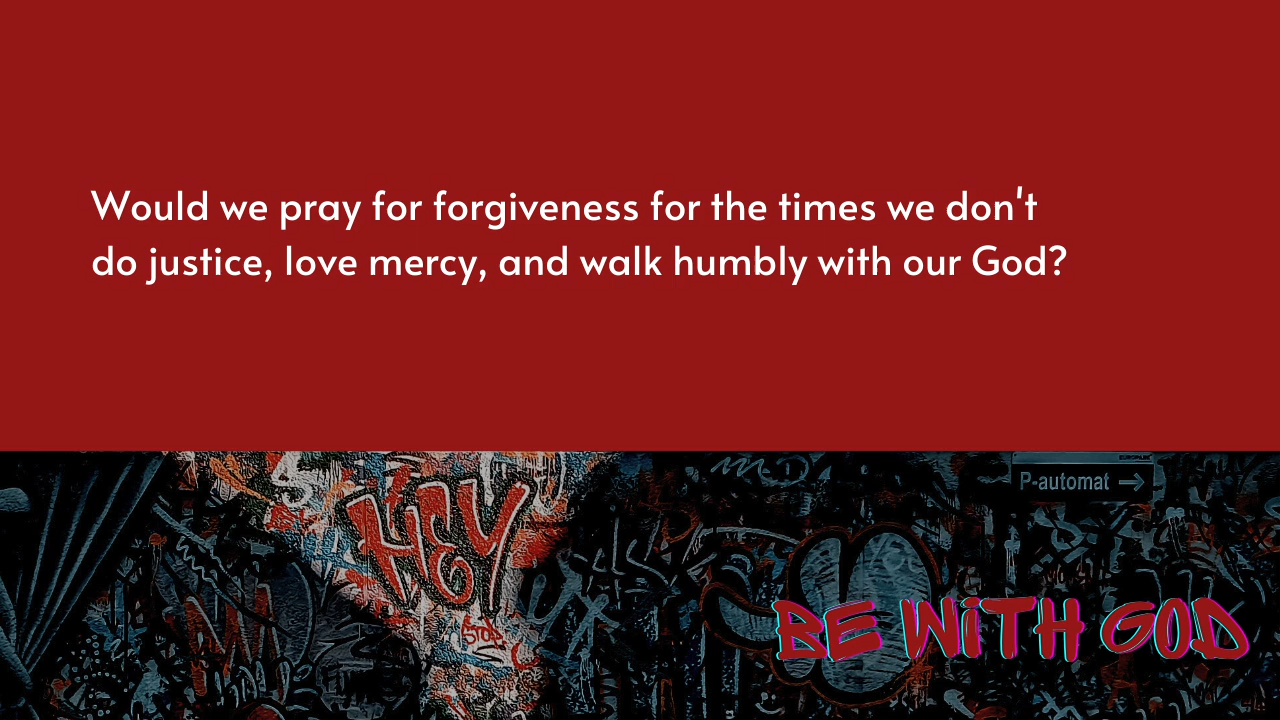 Would we pray for forgiveness for the times we don't
do justice, love mercy, and walk humbly with our God?
P-automat
HEY
STOP
BE WiTH GOD